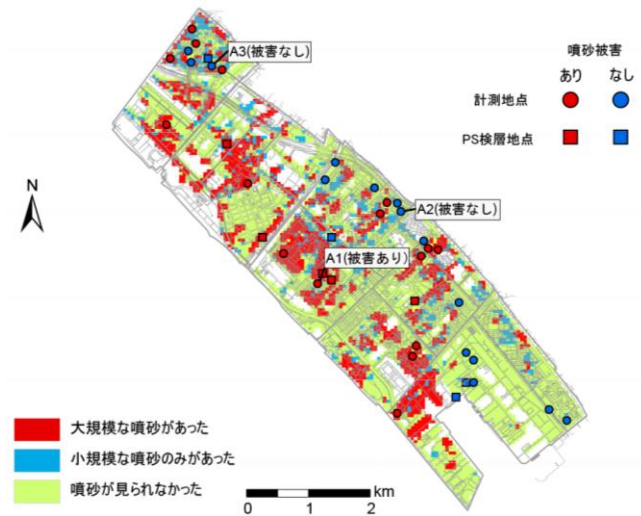 A3(被害なし)
噴砂被害
あり なし
計測地点
PS検層地点
N
A2(被害なし)
A1(被害あり)
大規模な噴砂があった
小規模な噴砂のみがあった
噴砂が見られなかった
km
0 1 2